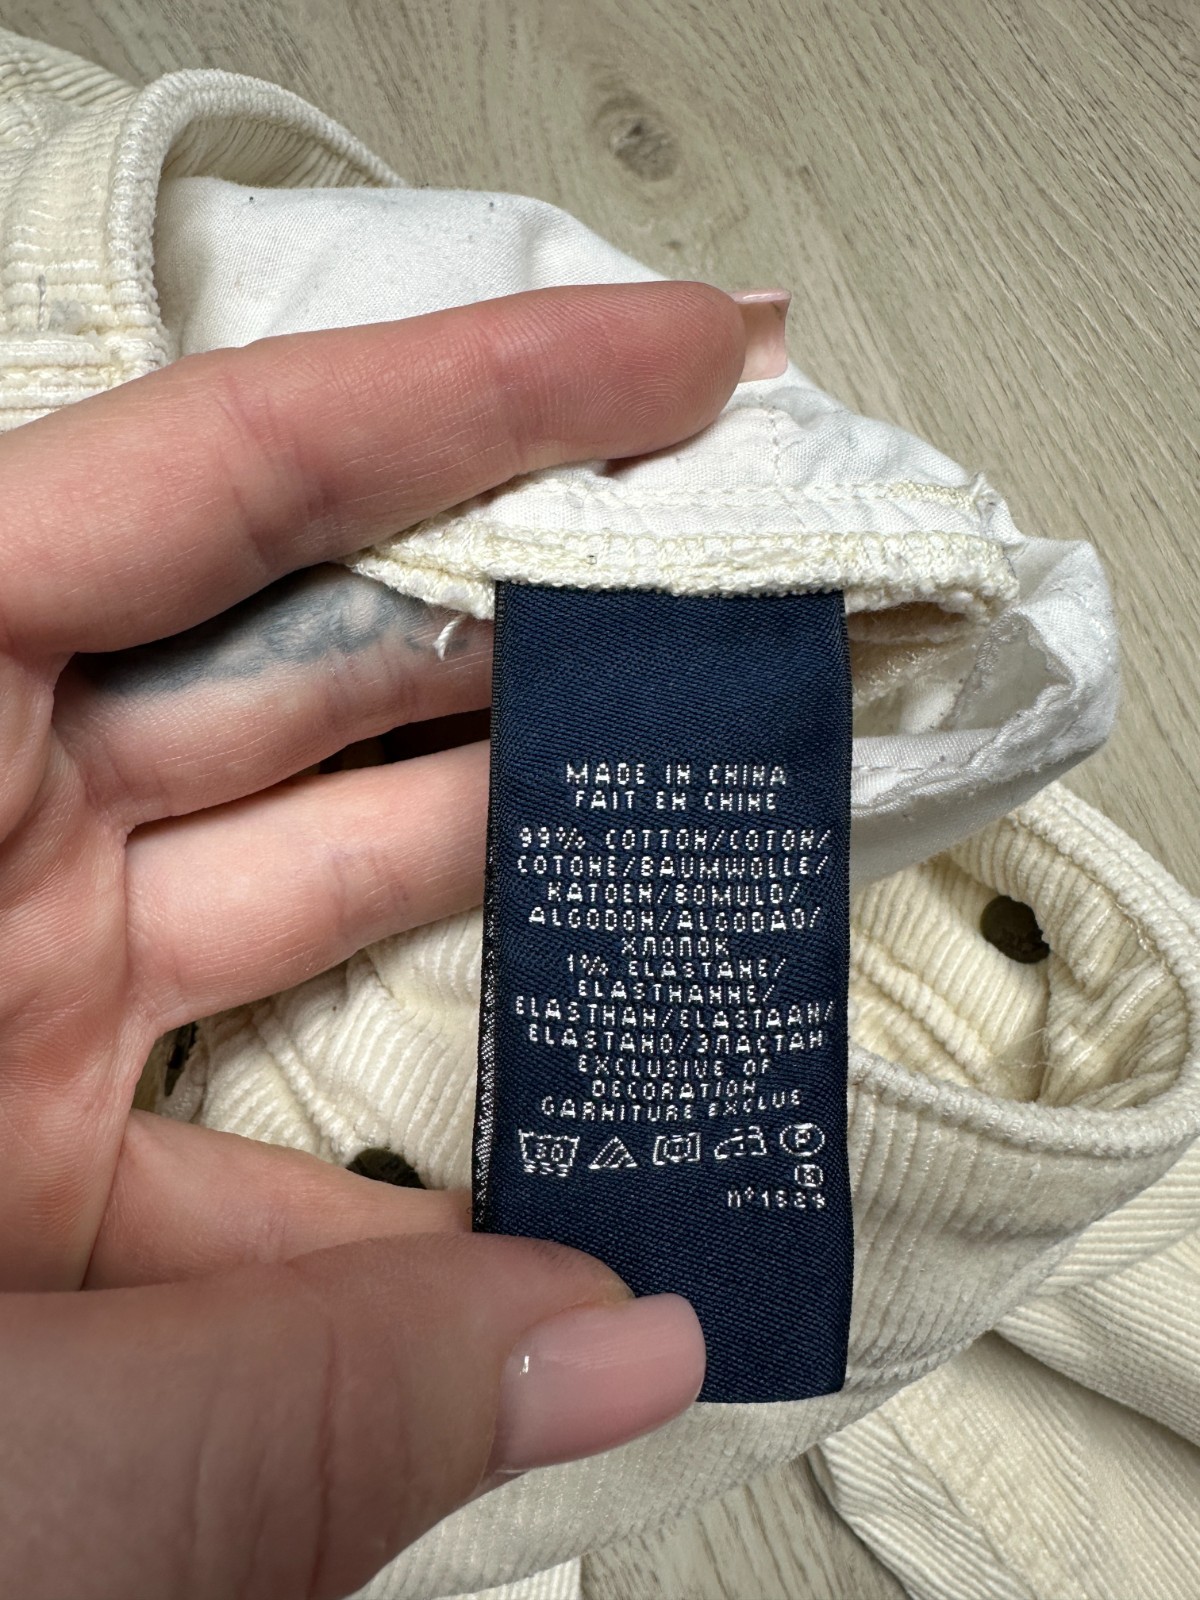 MADE IN CHINA
FAIT EN CHINE
99% COTTON/COTON/
COTONE/BAUMWOLLE/
KATOEN/BOMULD/
ALGODON/ALGODAO/
ХЛОПОК
1% ELASTANE/
ELASTHANNE/
ELASTHAN/ELASTAAN/
ELASTANO/ЭЛАСТАН
EXCLUSIVE OF
DECORATION
GARNITURE EXCLUE
30
P